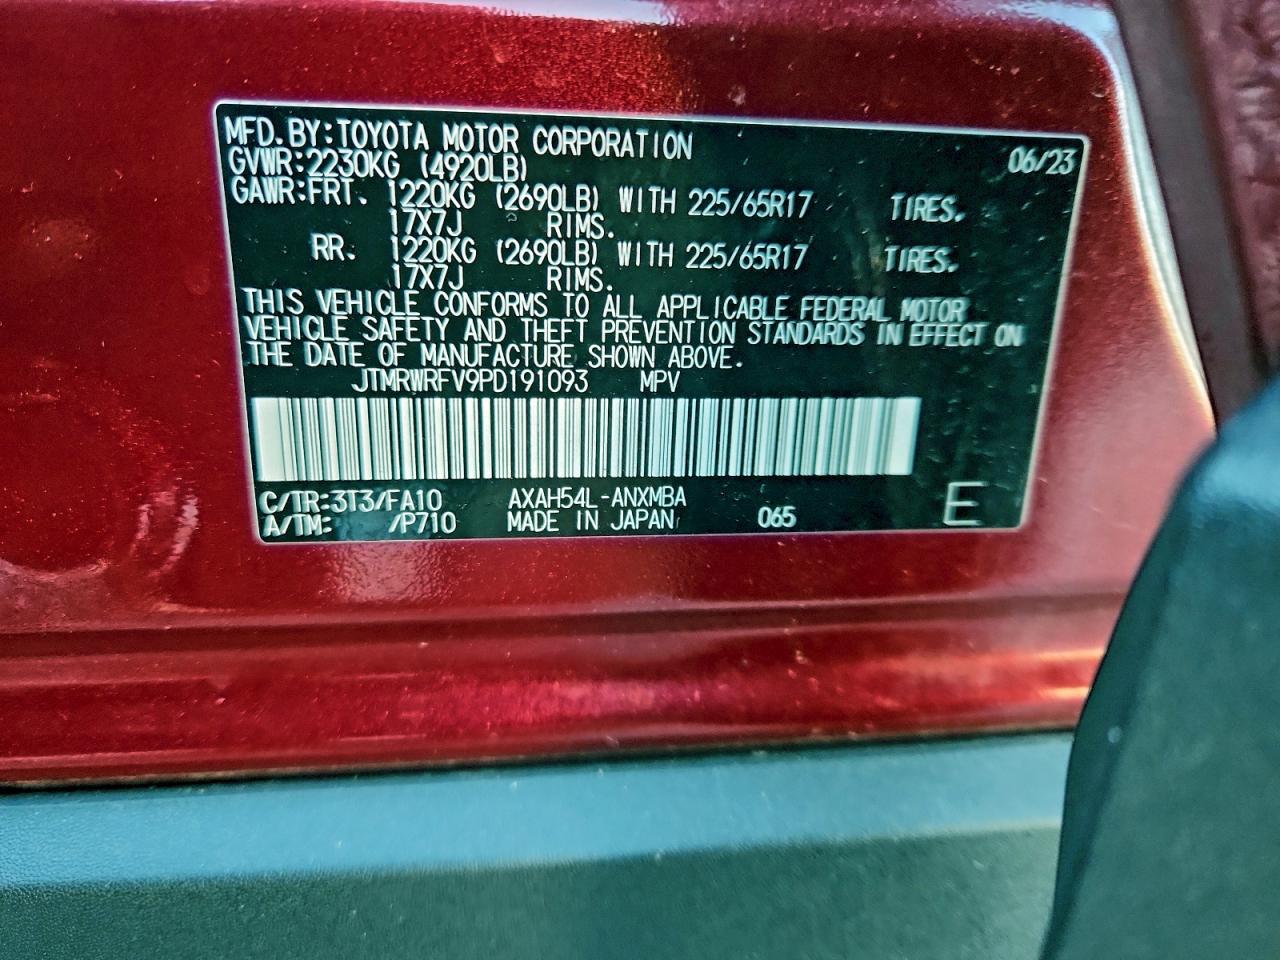 MFD.BY:TOYOTA MOTOR CORPORATION 06/23
GVWR:2230KG (4920LB)
GAWR:FRT. 1220KG (2690LB) WITH 225/65R17 TIRES.
17X7J RIMS.
RR. 1220KG (2690LB) WITH 225/65R17 TIRES.
17X7J RIMS.
THIS VEHICLE CONFORMS TO ALL APPLICABLE FEDERAL MOTOR
VEHICLE SAFETY AND THEFT PREVENTION STANDARDS IN EFFECT ON
THE DATE OF MANUFACTURE SHOWN ABOVE.
JTMRWRFV9PD191093 MPV
C/TR:3T3/FA10 AXAH54L-ANXMBA
A/TM: /P710 MADE IN JAPAN 065 E